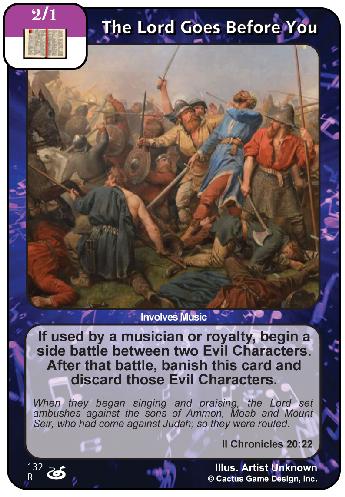 2/1
The Lord Goes Before You
Involves Music
If used by a musician or royalty, begin a
side battle between two Evil Characters.
After that battle, banish this card and
discard those Evil Characters.
When they began singing and praising, the Lord set
ambushes against the sons of Ammon, Moab and Mount
Seir, who had come against Judah; so they were routed.
II Chronicles 20:22
132
R
Illus. Artist Unknown
© Cactus Game Design, Inc.